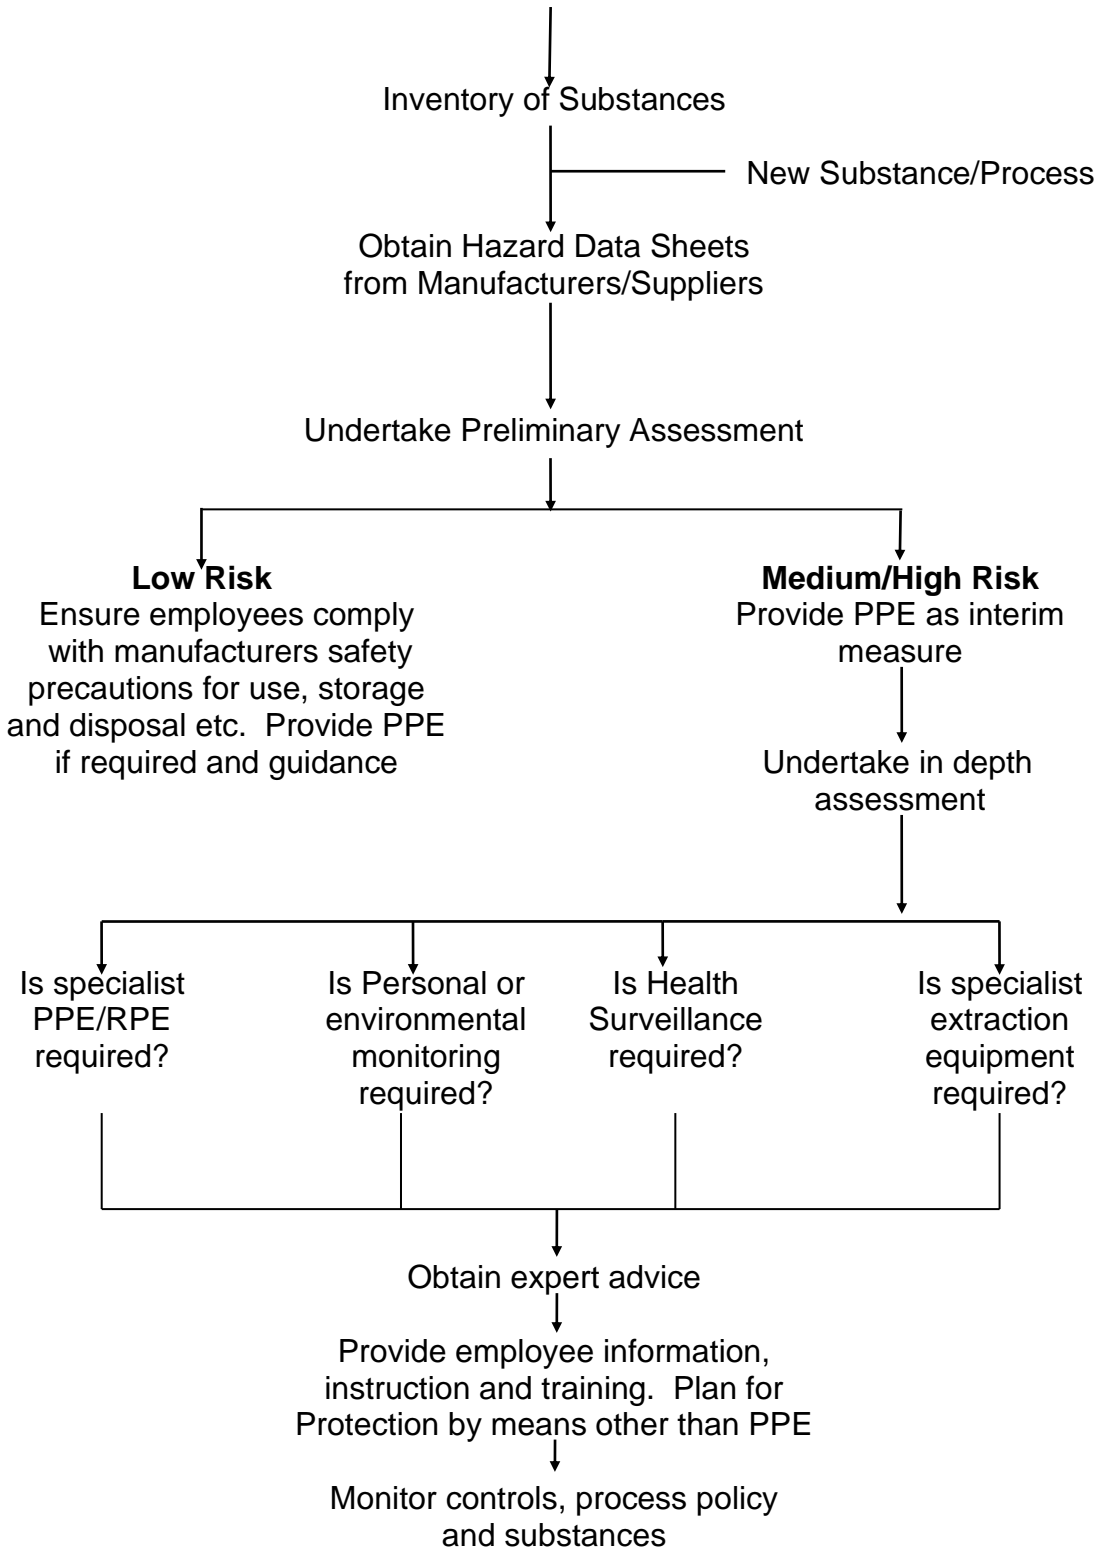 Inventory of Substances
New Substance/Process
Obtain Hazard Data Sheets
from Manufacturers/Suppliers
Undertake Preliminary Assessment
Low Risk
Ensure employees comply
with manufacturers safety
precautions for use, storage
and disposal etc.  Provide PPE
if required and guidance
Medium/High Risk
Provide PPE as interim
measure
Undertake in depth
assessment
Is specialist
PPE/RPE
required?
Is Personal or
environmental
monitoring
required?
Is Health
Surveillance
required?
Is specialist
extraction
equipment
required?
Obtain expert advice
Provide employee information,
instruction and training.  Plan for
Protection by means other than PPE
Monitor controls, process policy
and substances